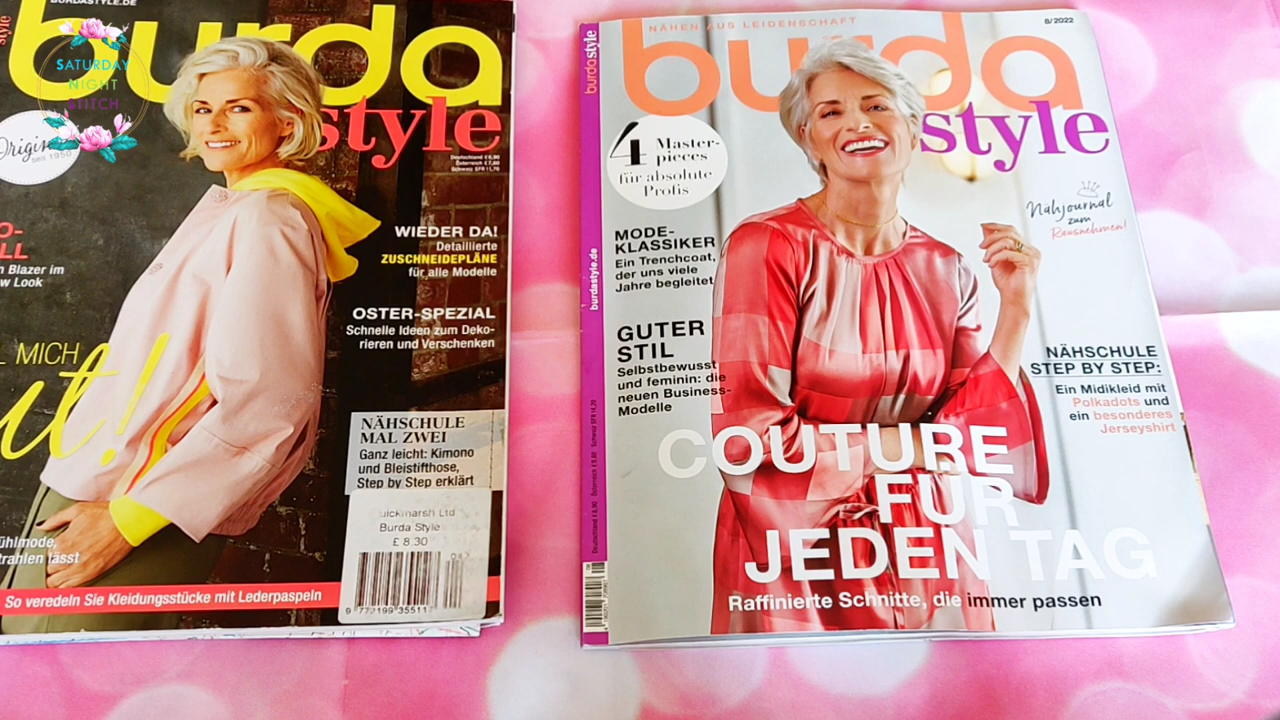 BURDASTYLE.DE
style
burda
style
SATURDAY
NIGHT
STITCH
Original
seit 1950
Deutschland € 6,90
Österreich € 7,60
Schweiz SFR 11,70
WIEDER DA!
Detaillierte
ZUSCHNEIDEPLÄNE
für alle Modelle
Blazer im
Look
OSTER-SPEZIAL
Schnelle Ideen zum Deko-
rieren und Verschenken
MICH
ut!
NÄHSCHULE
MAL ZWEI
Ganz leicht: Kimono
und Bleistifthose,
Step by Step erklärt
uickmarsh Ltd
Burda Style
£ 8.30
lässt
So veredeln Sie Kleidungsstücke mit Lederpaspeln
burdastyle
burdastyle.de
NÄHEN AUS LEIDENSCHAFT
8/2022
burda
style
4 Master-
pieces
für absolute
Profis
Nähjournal
zum
Rausnehmen!
MODE-
KLASSIKER
Ein Trenchcoat,
der uns viele
Jahre begleitet
GUTER
STIL
Selbstbewusst
und feminin: die
neuen Business-
Modelle
NÄHSCHULE
STEP BY STEP:
Ein Midikleid mit
Polkadots und
ein besonderes
Jerseyshirt
COUTURE
FÜR
JEDEN TAG
Raffinierte Schnitte, die immer passen